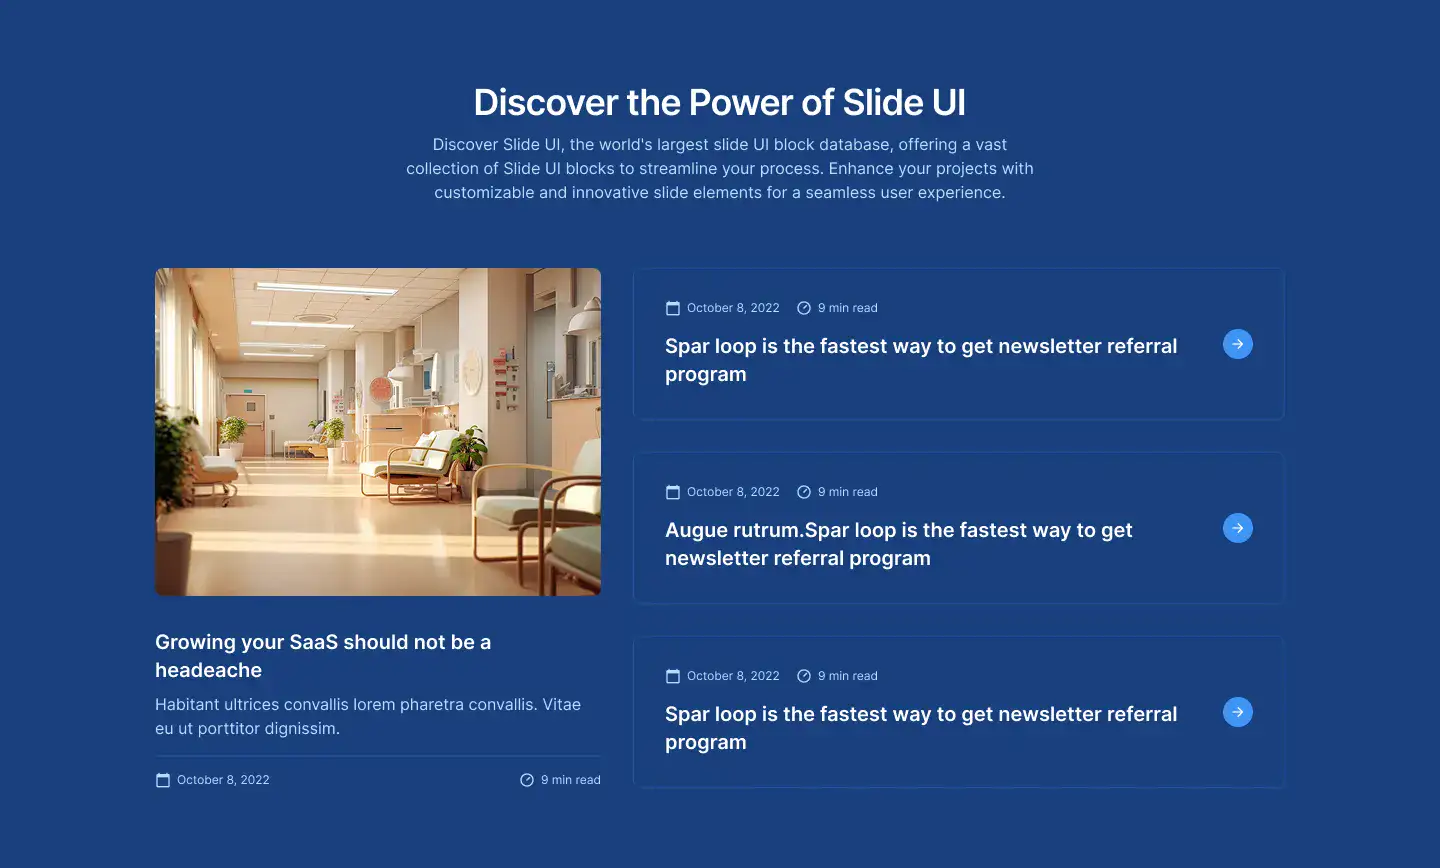 Discover the Power of Slide UI
Discover Slide UI, the world's largest slide UI block database, offering a vast
collection of Slide UI blocks to streamline your process. Enhance your projects with
customizable and innovative slide elements for a seamless user experience.
Growing your SaaS should not be a
headeache
Habitant ultrices convallis lorem pharetra convallis. Vitae
eu ut porttitor dignissim.
October 8, 2022
9 min read
October 8, 2022
9 min read
Spar loop is the fastest way to get newsletter referral
program
October 8, 2022
9 min read
Augue rutrum.Spar loop is the fastest way to get
newsletter referral program
October 8, 2022
9 min read
Spar loop is the fastest way to get newsletter referral
program